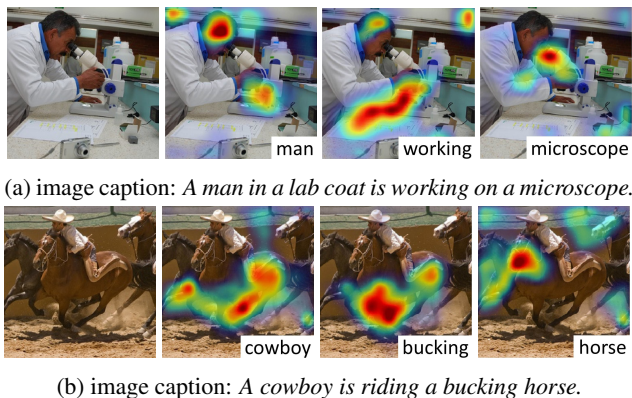 man
working
microscope
(a) image caption: A man in a lab coat is working on a microscope.
cowboy
bucking
horse
(b) image caption: A cowboy is riding a bucking horse.